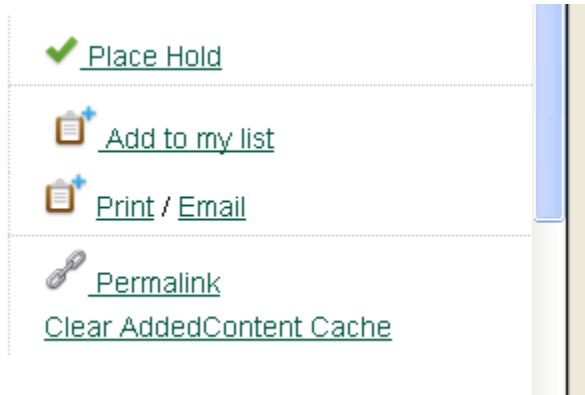 Place Hold
Add to my list
Print / Email
Permalink
Clear AddedContent Cache